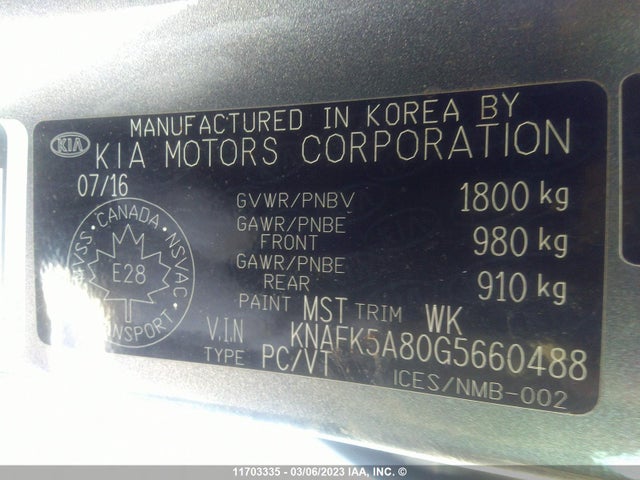 MANUFACTURED IN KOREA BY
KIA KIA MOTORS CORPORATION
07/16
GVWR/PNBV 1800 kg
GAWR/PNBE FRONT 980 kg
GAWR/PNBE REAR 910 kg
PAINT MST TRIM WK
V.I.N KNAFK5A80G5660488
TYPE PC/VT
ICES/NMB-002
CANADA
NSVAC
E28
11703335 - 03/06/2023 IAA, INC. ©